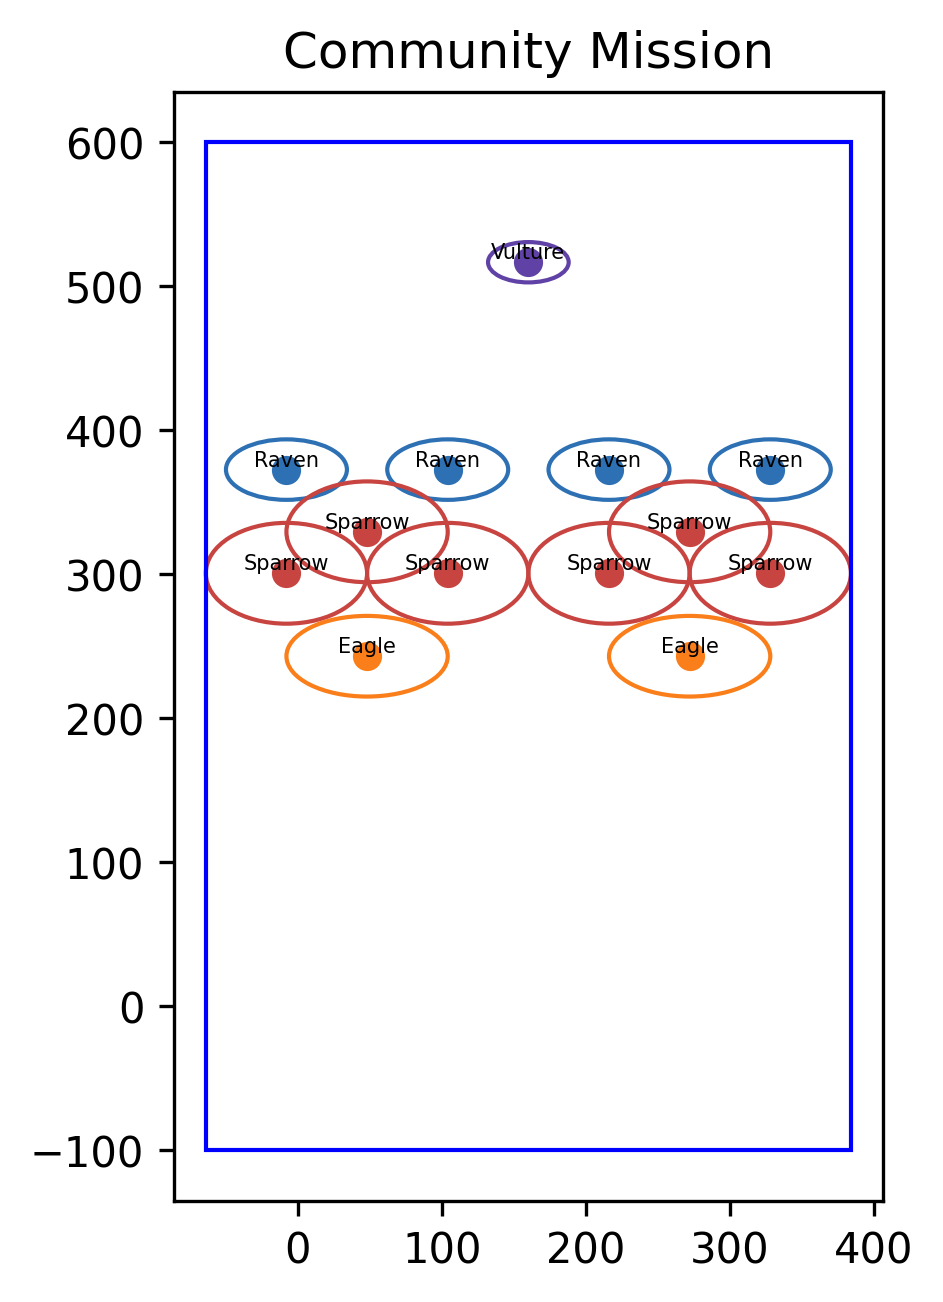 Community Mission
600
Vulture
500
400
Raven Raven Raven Raven
Sparrow Sparrow
300
Sparrow Sparrow Sparrow Sparrow
Eagle Eagle
200
100
0
−100
0 100 200 300 400